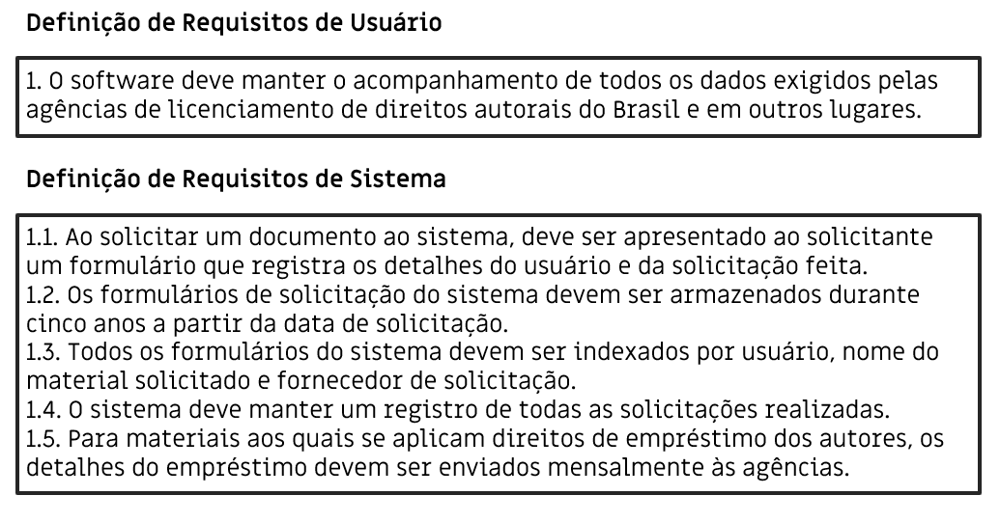 Definição de Requisitos de Usuário
1. O software deve manter o acompanhamento de todos os dados exigidos pelas
agências de licenciamento de direitos autorais do Brasil e em outros lugares.
Definição de Requisitos de Sistema
1.1. Ao solicitar um documento ao sistema, deve ser apresentado ao solicitante
um formulário que registra os detalhes do usuário e da solicitação feita.
1.2. Os formulários de solicitação do sistema devem ser armazenados durante
cinco anos a partir da data de solicitação.
1.3. Todos os formulários do sistema devem ser indexados por usuário, nome do
material solicitado e fornecedor de solicitação.
1.4. O sistema deve manter um registro de todas as solicitações realizadas.
1.5. Para materiais aos quais se aplicam direitos de empréstimo dos autores, os
detalhes do empréstimo devem ser enviados mensalmente às agências.